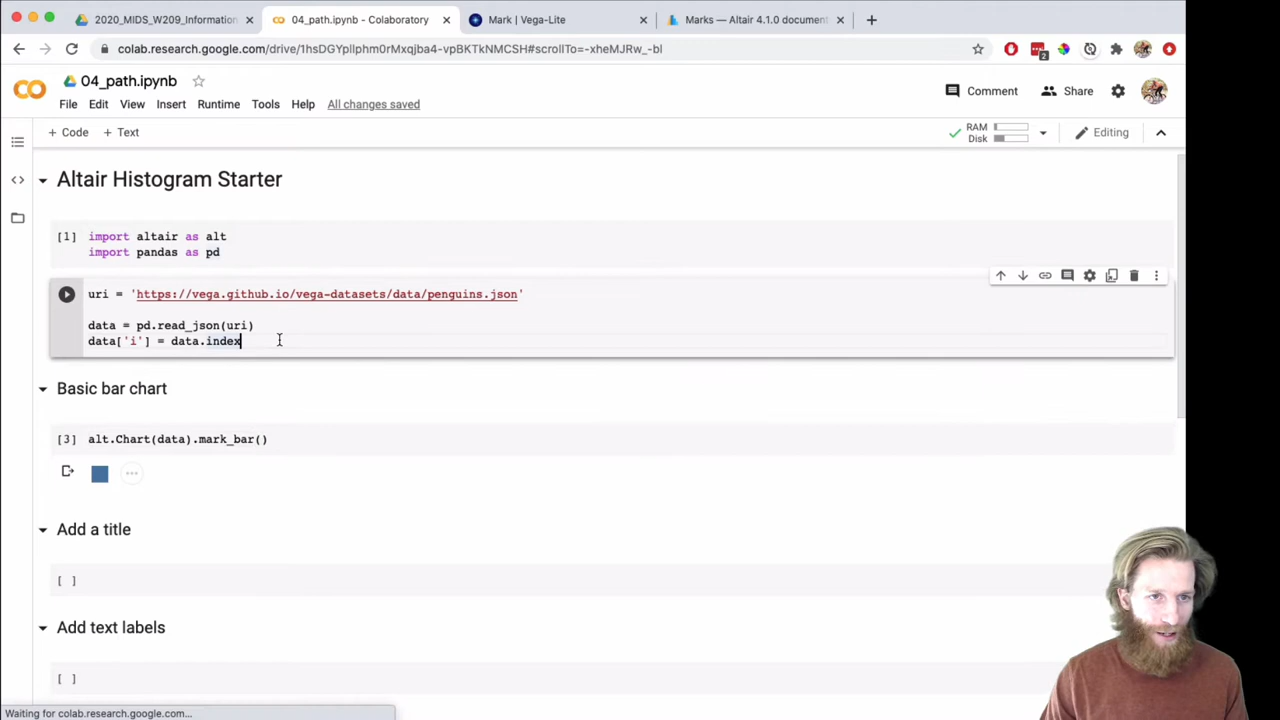 2020_MIDS_W209_Information
04_path.ipynb - Colaboratory
Mark | Vega-Lite
Marks — Altair 4.1.0 document
colab.research.google.com/drive/1hsDGYpIlphm0rMxqjba4-vpBKTkNMCSH#scrollTo=-xheMJRw_-bl
2
04_path.ipynb
Comment
Share
File Edit View Insert Runtime Tools Help All changes saved
+ Code + Text
RAM
Disk
Editing
Altair Histogram Starter
[1] import altair as alt
import pandas as pd
uri = 'https://vega.github.io/vega-datasets/data/penguins.json'
data = pd.read_json(uri)
data['i'] = data.index
Basic bar chart
[3] alt.Chart(data).mark_bar()
Add a title
[ ]
Add text labels
[ ]
Waiting for colab.research.google.com...